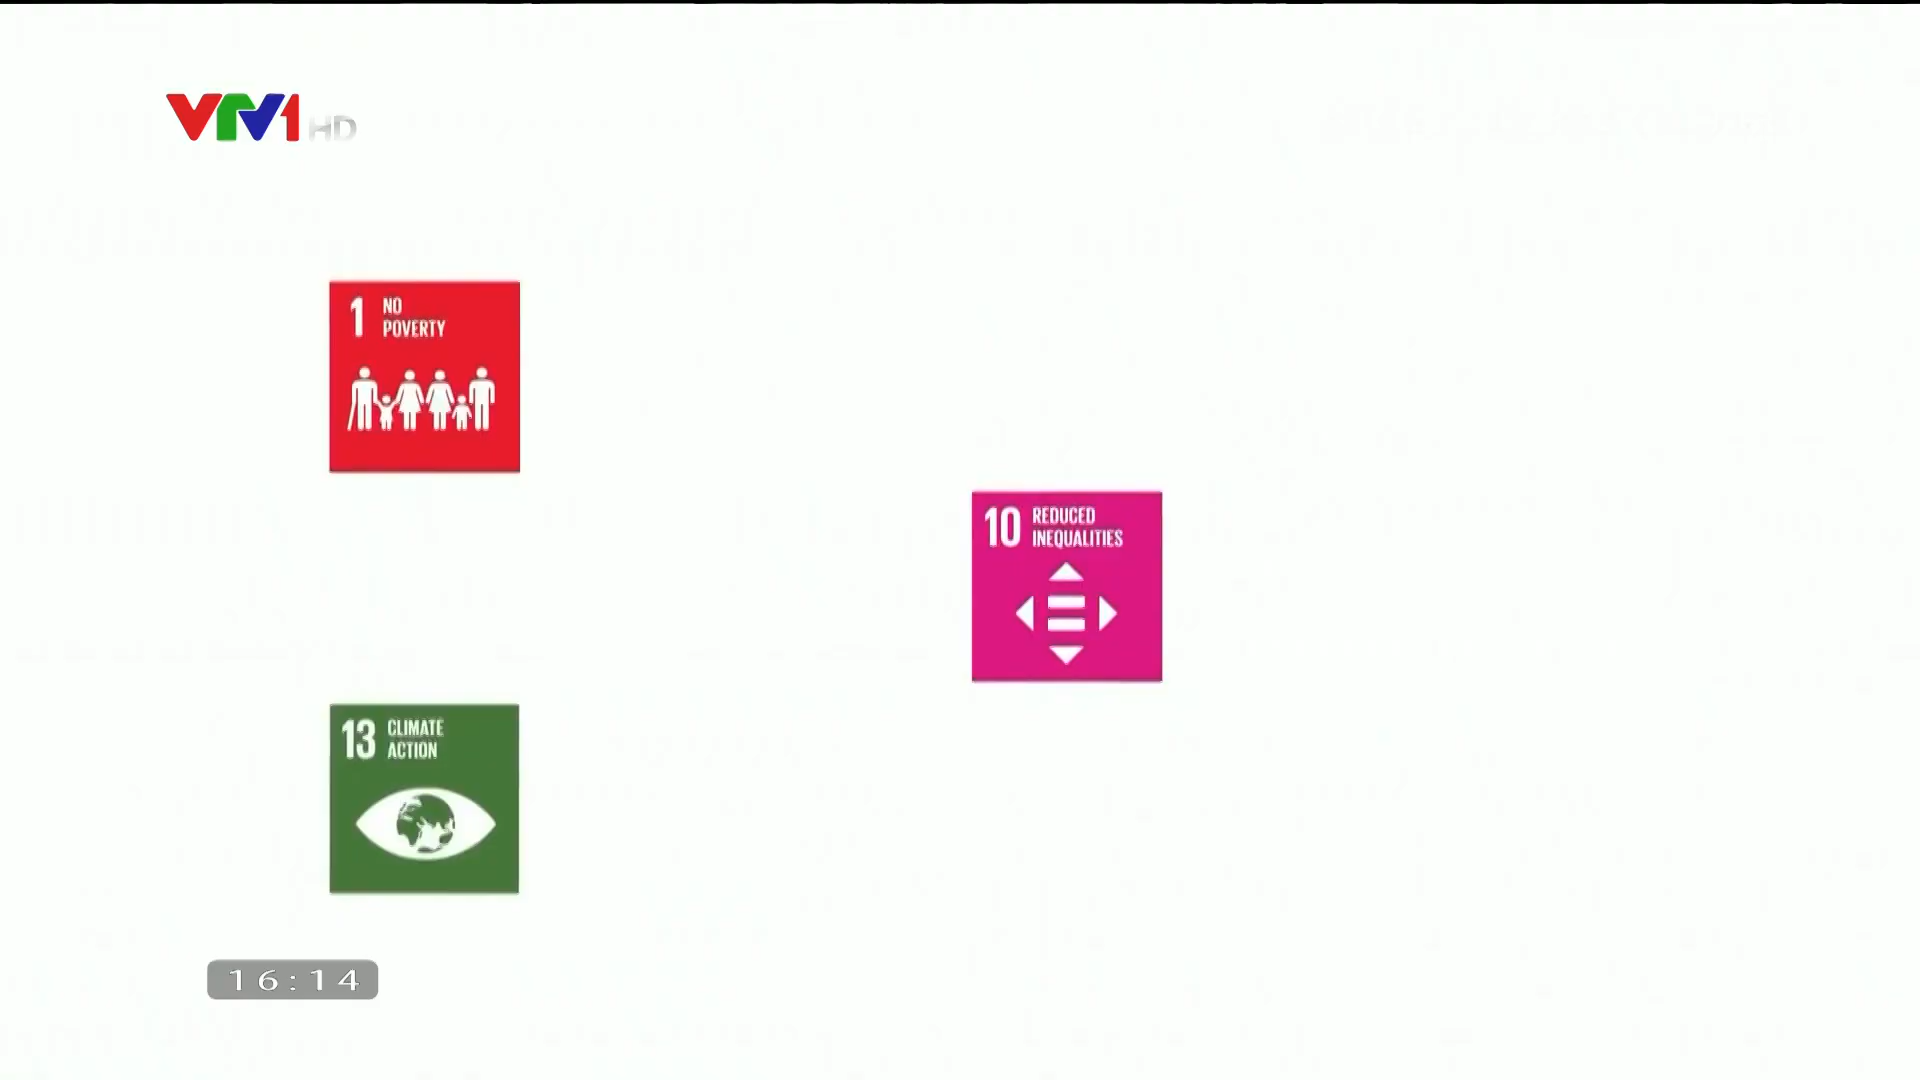 VTV1 HD
1 NO
POVERTY
10 REDUCED
INEQUALITIES
13 CLIMATE
ACTION
16:14